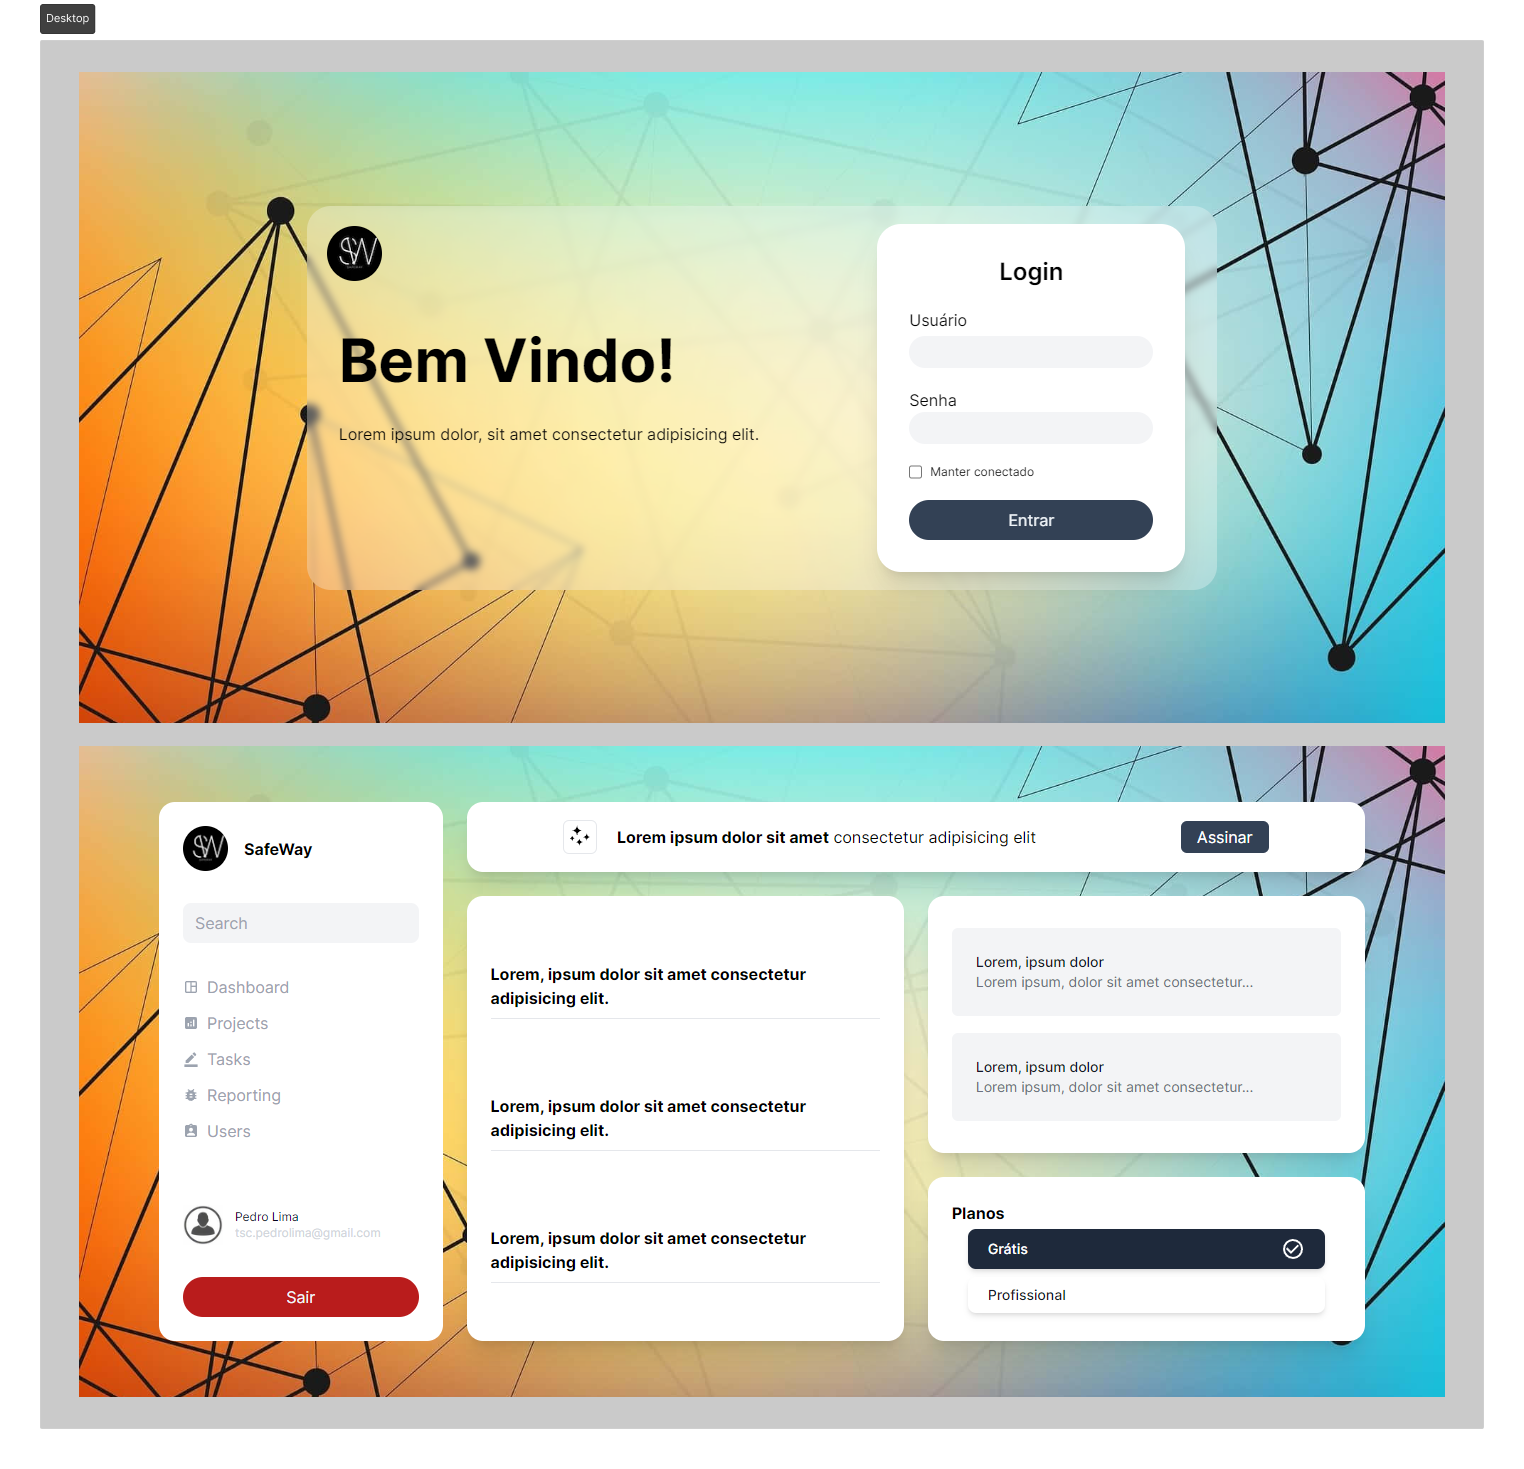 Desktop
SW
Bem Vindo!
Lorem ipsum dolor, sit amet consectetur adipisicing elit.
Login
Usuário
Senha
Manter conectado
Entrar
SW
SafeWay
Search
Dashboard
Projects
Tasks
Reporting
Users
Pedro Lima
tsc.pedrolima@gmail.com
Sair
Lorem ipsum dolor sit amet consectetur adipisicing elit
Assinar
Lorem, ipsum dolor sit amet consectetur
adipisicing elit.
Lorem, ipsum dolor sit amet consectetur
adipisicing elit.
Lorem, ipsum dolor sit amet consectetur
adipisicing elit.
Lorem, ipsum dolor
Lorem ipsum, dolor sit amet consectetur...
Lorem, ipsum dolor
Lorem ipsum, dolor sit amet consectetur...
Planos
Grátis
Profissional